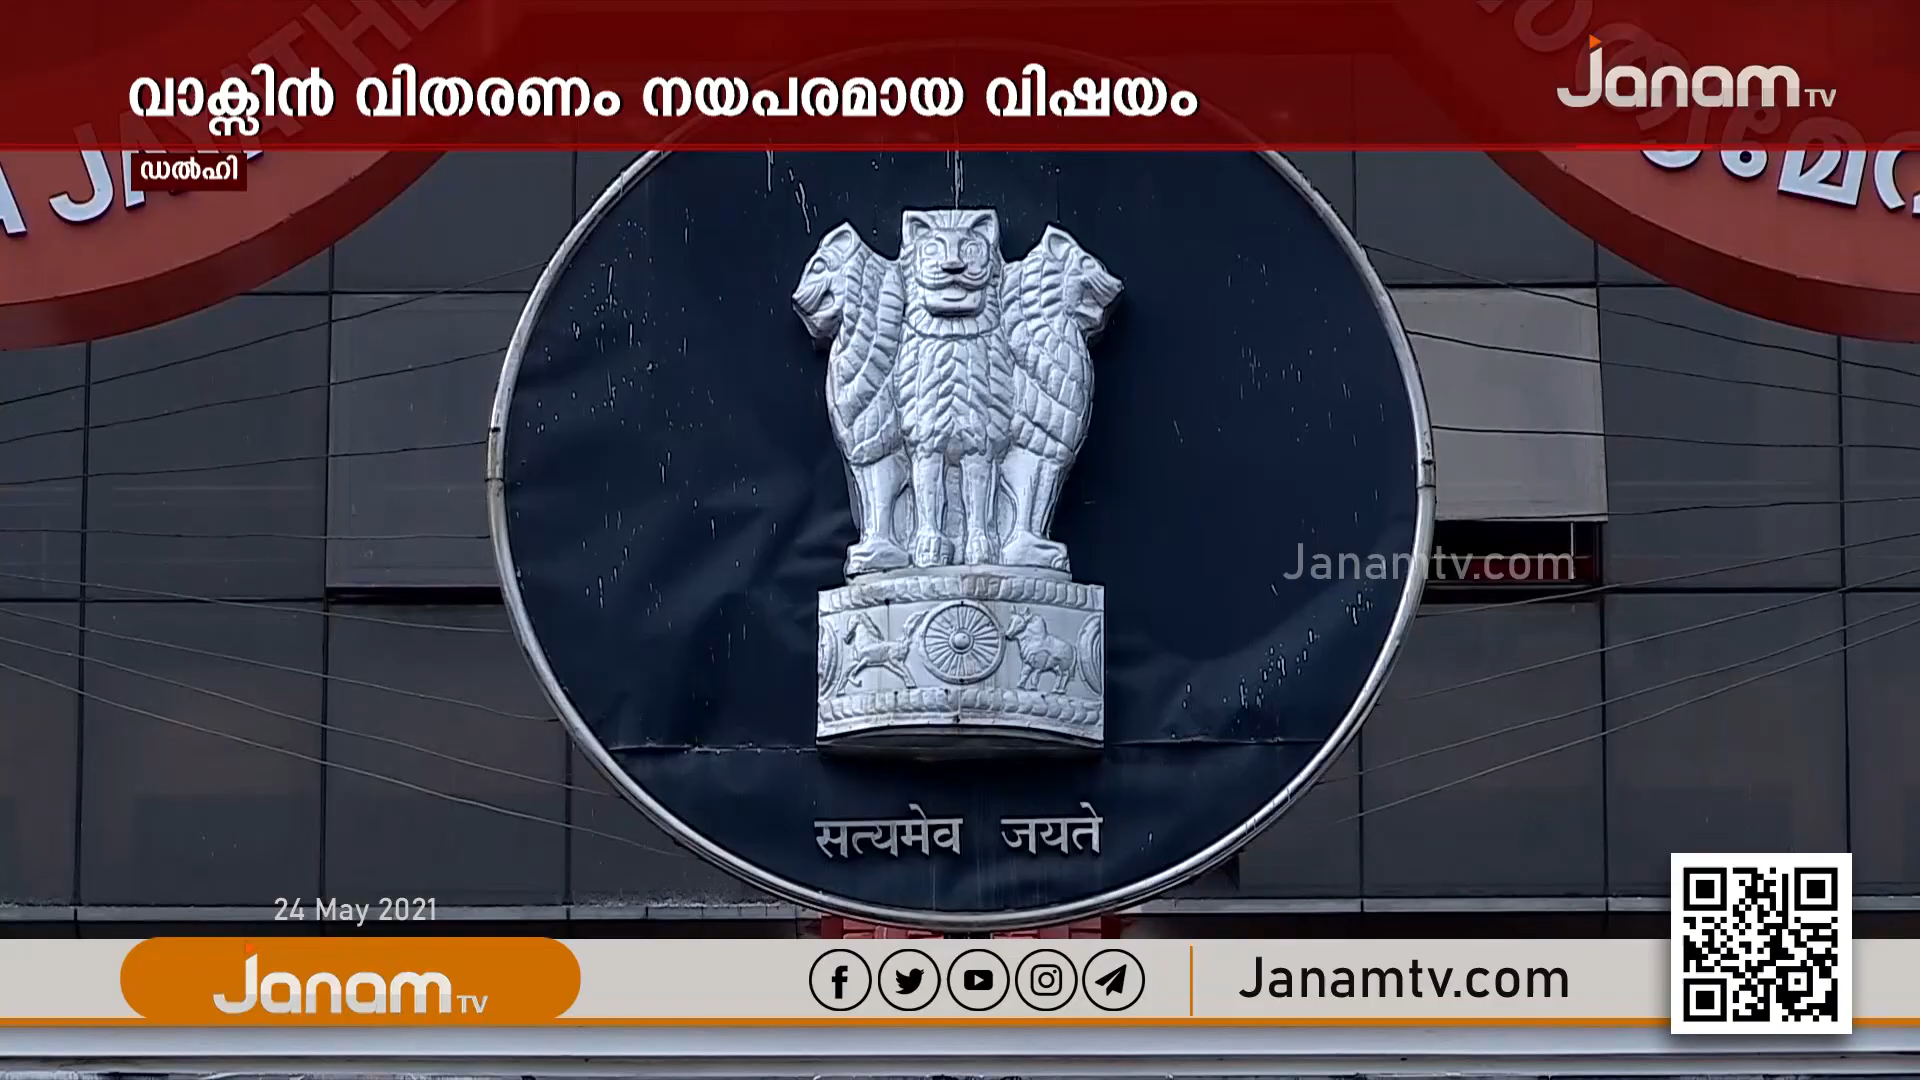 വാക്സിൻ വിതരണം നയപരമായ വിഷയം
Janam TV
ഡൽഹി
Janamtv.com
सत्यमेव जयते
24 May 2021
Janam TV
Janamtv.com